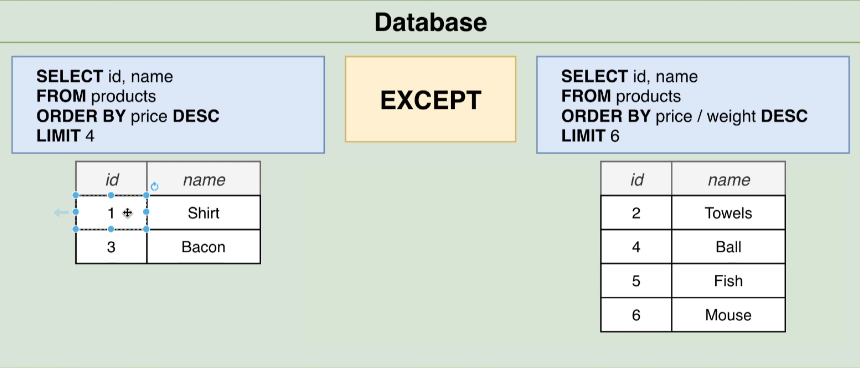 Database
SELECT id, name
FROM products
ORDER BY price DESC
LIMIT 4
EXCEPT
SELECT id, name
FROM products
ORDER BY price / weight DESC
LIMIT 6
id name
1 Shirt
3 Bacon
id name
2 Towels
4 Ball
5 Fish
6 Mouse